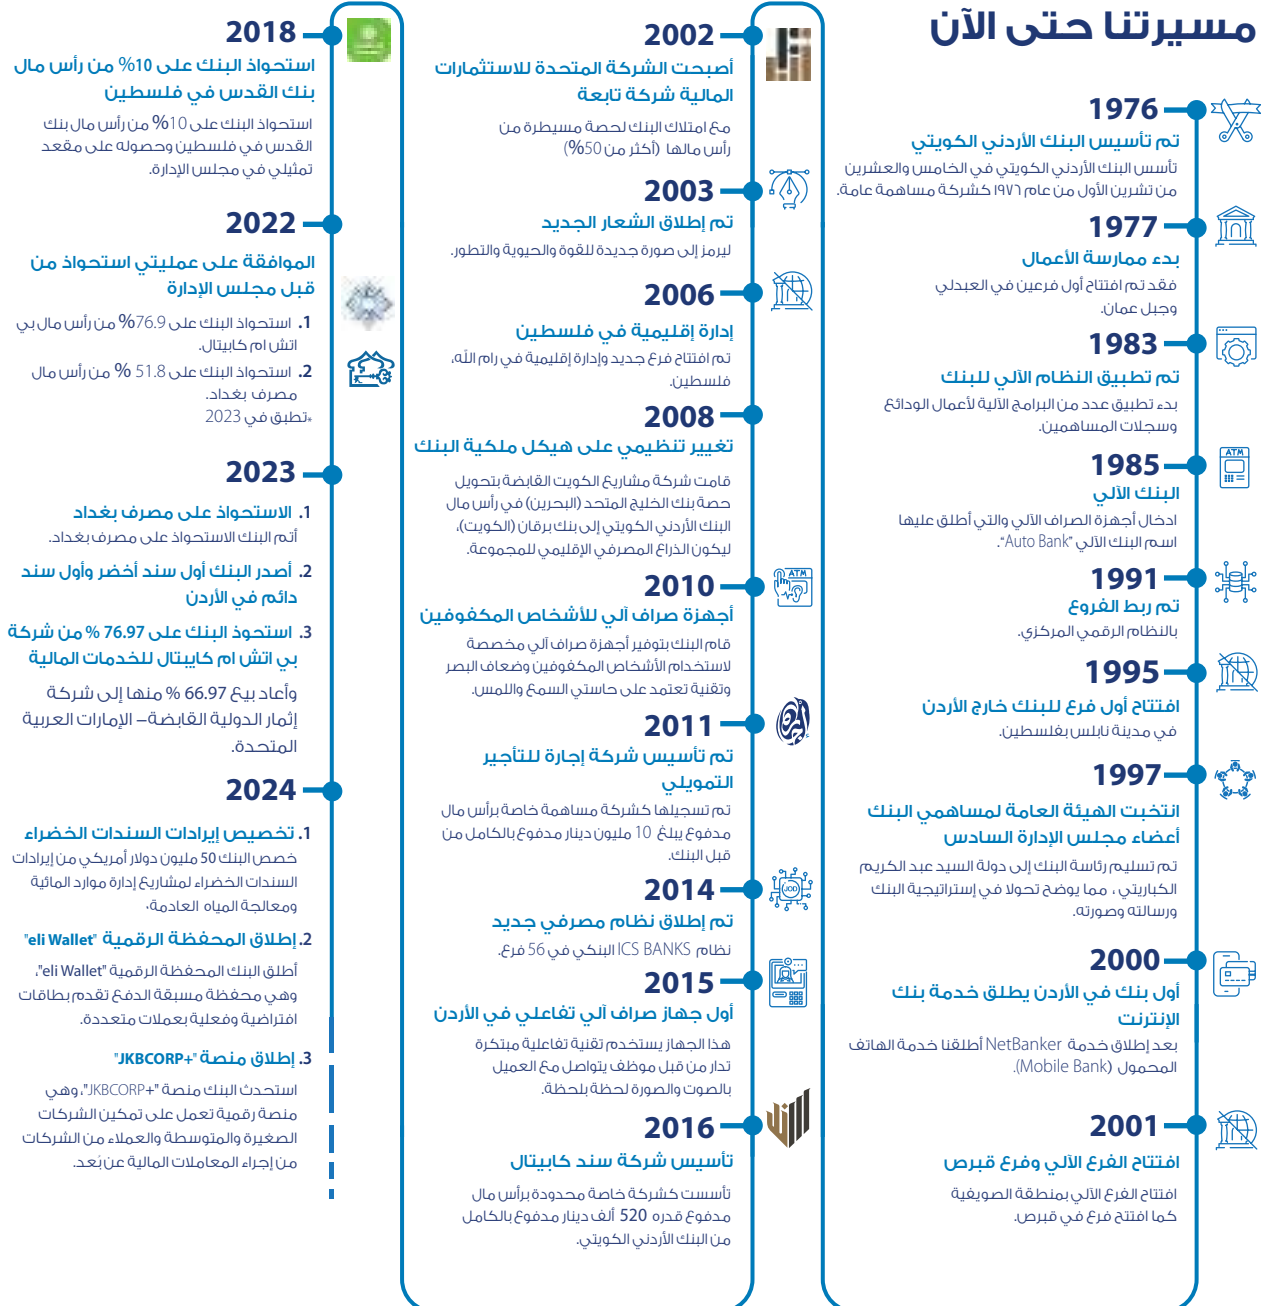 مسيرتنا حتى الآن
1976
تم تأسيس البنك الأردني الكويتي
تأسس البنك الأردني الكويتي في الخامس والعشرين
من تشرين الأول من عام ١٩٧٦ كشركة مساهمة عامة.
1977
بدء ممارسة الأعمال
فقد تم افتتاح أول فرعين في العبدلي
وجبل عمان.
1983
تم تطبيق النظام الآلي للبنك
بدء تطبيق عدد من البرامج الآلية لأعمال الودائع
وسجلات المساهمين.
1985
البنك الآلي
ادخال أجهزة الصراف الآلي والتي أطلق عليها
اسم البنك الآلي "Auto Bank".
1991
تم ربط الفروع
بالنظام الرقمي المركزي.
1995
افتتاح أول فرع للبنك خارج الأردن
في مدينة نابلس بفلسطين.
1997
انتخبت الهيئة العامة لمساهمي البنك
أعضاء مجلس الإدارة السادس
تم تسليم رئاسة البنك إلى دولة السيد عبد الكريم
الكباريتي ، مما يوضح تحولا في إستراتيجية البنك
ورسالته وصورته.
2000
أول بنك في الأردن يطلق خدمة بنك
الإنترنت
بعد إطلاق خدمة NetBanker أطلقنا خدمة الهاتف
المحمول (Mobile Bank).
2001
افتتاح الفرع الآلي وفرع قبرص
افتتاح الفرع الآلي بمنطقة الصويفية
كما افتتح فرع في قبرص.
2002
أصبحت الشركة المتحدة للاستثمارات
المالية شركة تابعة
مع امتلاك البنك لحصة مسيطرة من
رأس مالها (أكثر من 50%)
2003
تم إطلاق الشعار الجديد
ليرمز إلى صورة جديدة للقوة والحيوية والتطور.
2006
إدارة إقليمية في فلسطين
تم افتتاح فرع جديد وإدارة إقليمية في رام الله،
فلسطين.
2008
تغيير تنظيمي على هيكل ملكية البنك
قامت شركة مشاريع الكويت القابضة بتحويل
حصة بنك الخليج المتحد (البحرين) في رأس مال
البنك الأردني الكويتي إلى بنك برقان (الكويت)،
ليكون الذراع المصرفي الإقليمي للمجموعة.
2010
أجهزة صراف آلي للأشخاص المكفوفين
قام البنك بتوفير أجهزة صراف آلي مخصصة
لاستخدام الأشخاص المكفوفين وضعاف البصر
وتقنية تعتمد على حاستي السمع واللمس.
2011
تم تأسيس شركة إجارة للتأجير
التمويلي
تم تسجيلها كشركة مساهمة خاصة برأس مال
مدفوع يبلغ 10 مليون دينار مدفوع بالكامل من
قبل البنك.
2014
تم إطلاق نظام مصرفي جديد
نظام ICS BANKS البنكي في 56 فرع.
2015
أول جهاز صراف آلي تفاعلي في الأردن
هذا الجهاز يستخدم تقنية تفاعلية مبتكرة
تدار من قبل موظف يتواصل مع العميل
بالصوت والصورة لحظة بلحظة.
2016
تأسيس شركة سند كابيتال
تأسست كشركة خاصة محدودة برأس مال
مدفوع قدره 520 ألف دينار مدفوع بالكامل
من البنك الأردني الكويتي.
2018
استحواذ البنك على 10% من رأس مال
بنك القدس في فلسطين
استحواذ البنك على 10% من رأس مال بنك
القدس في فلسطين وحصوله على مقعد
تمثيلي في مجلس الإدارة.
2022
الموافقة على عمليتي استحواذ من
قبل مجلس الإدارة
1. استحواذ البنك على 76.9% من رأس مال بي
اتش ام كابيتال.
2. استحواذ البنك على 51.8 % من رأس مال
مصرف بغداد.
*تطبق في 2023
2023
1. الاستحواذ على مصرف بغداد
أتم البنك الاستحواذ على مصرف بغداد.
2. أصدر البنك أول سند أخضر وأول سند
دائم في الأردن
3. استحوذ البنك على 76.97 % من شركة
بي اتش ام كابيتال للخدمات المالية
وأعاد بيع 66.97 % منها إلى شركة
إثمار الدولية القابضة – الإمارات العربية
المتحدة.
2024
1. تخصيص إيرادات السندات الخضراء
خصص البنك 50 مليون دولار أمريكي من إيرادات
السندات الخضراء لمشاريع إدارة موارد المائية
ومعالجة المياه العادمة.
2. إطلاق المحفظة الرقمية "eli Wallet"
أطلق البنك المحفظة الرقمية "eli Wallet"،
وهي محفظة مسبقة الدفع تقدم بطاقات
افتراضية وفعلية بعملات متعددة.
3. إطلاق منصة "JKBCORP+"
استحدث البنك منصة "JKBCORP+"، وهي
منصة رقمية تعمل على تمكين الشركات
الصغيرة والمتوسطة والعملاء من الشركات
من إجراء المعاملات المالية عن بُعد.
ATM
ATM
إجارة
JOD
سند